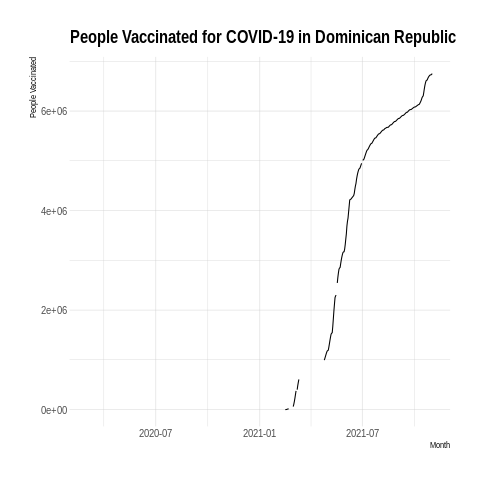 People Vaccinated for COVID-19 in Dominican Republic
People Vaccinated
6e+06
4e+06
2e+06
0e+00
2020-07
2021-01
2021-07
Month